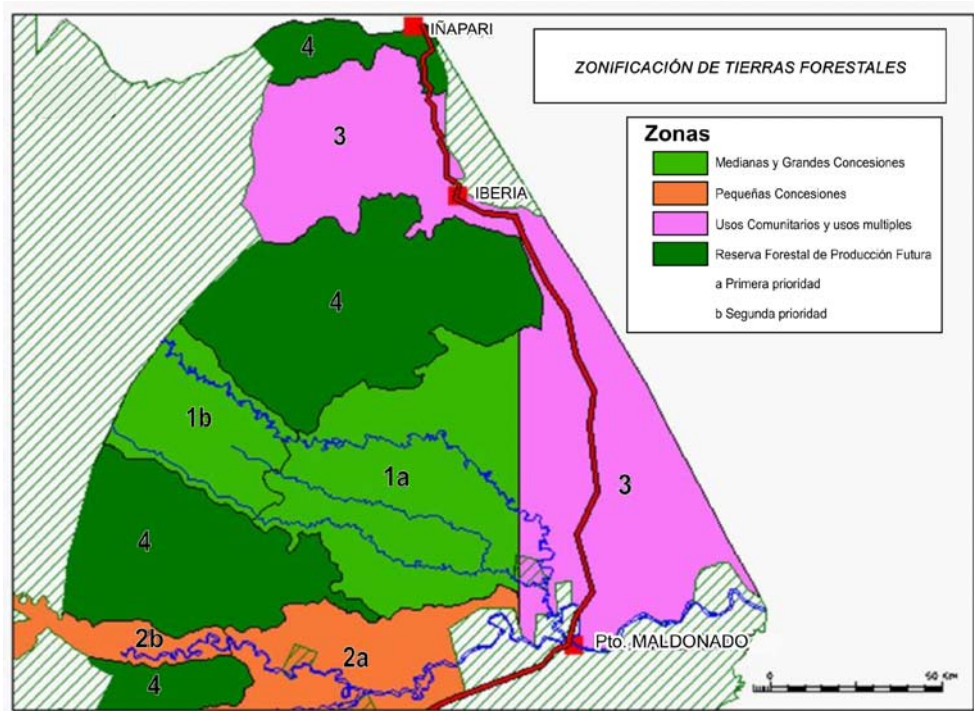 IÑAPARI
4
ZONIFICACIÓN DE TIERRAS FORESTALES
3
Zonas
Medianas y Grandes Concesiones
Pequeñas Concesiones
Usos Comunitarios y usos multiples
Reserva Forestal de Producción Futura
a Primera prioridad
b Segunda prioridad
IBERIA
4
1b
1a
3
4
2b
2a
Pto. MALDONADO
4
0
50 Km